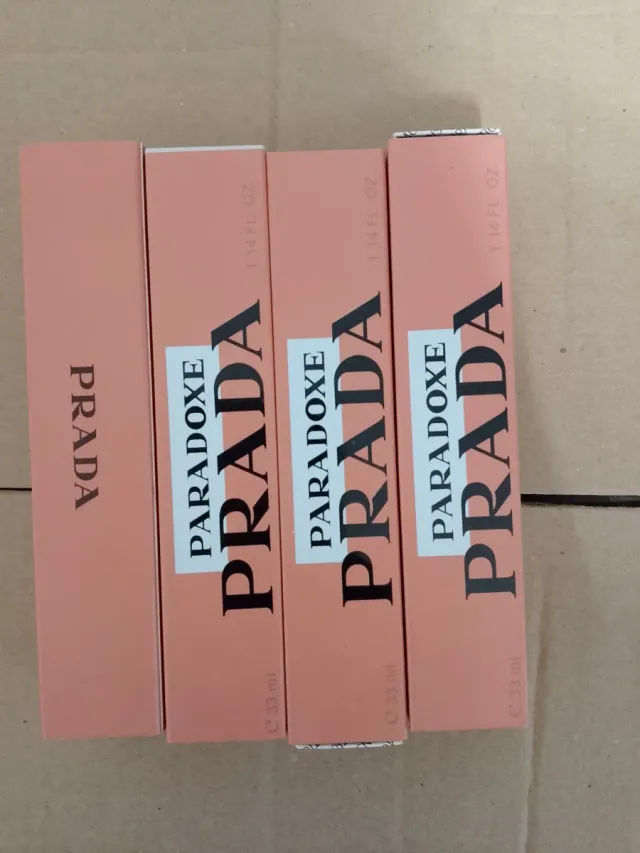 PRADA
PARADOXE
PRADA
1.14 FL. OZ.
℮ 33 ml
PARADOXE
PRADA
1.14 FL. OZ.
℮ 33 ml
PARADOXE
PRADA
1.14 FL. OZ.
℮ 33 ml